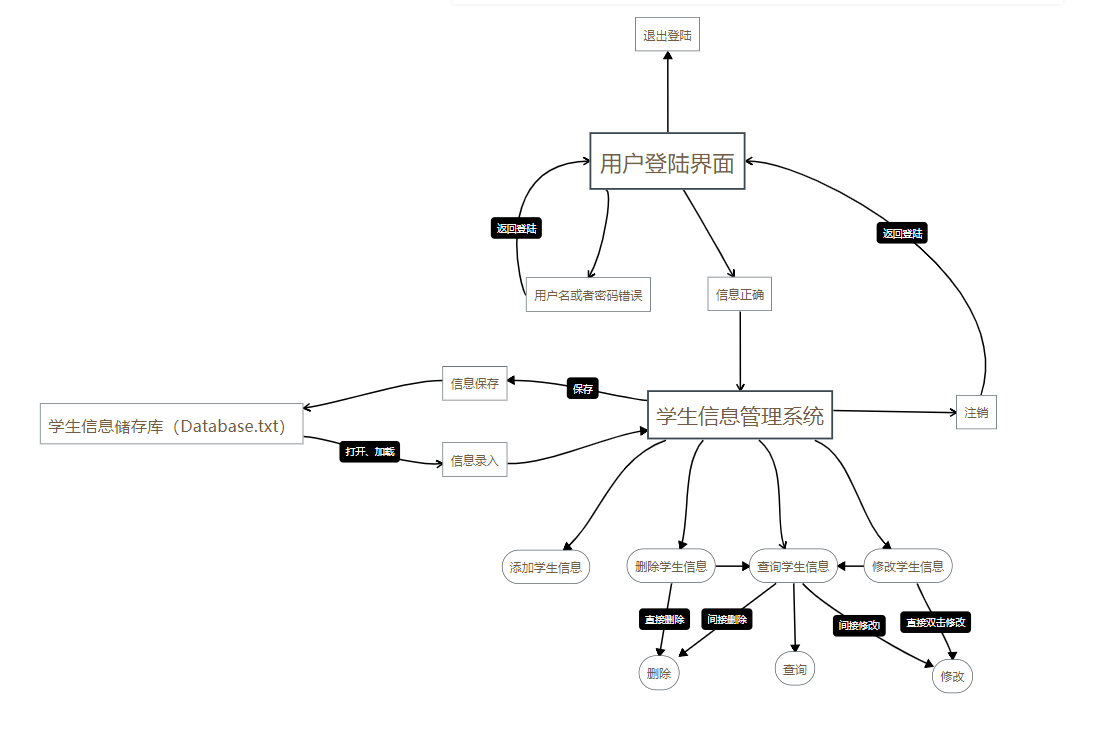 退出登陆
用户登陆界面
返回登陆
返回登陆
用户名或者密码错误
信息正确
信息保存
保存
学生信息管理系统
注销
学生信息储存库（Database.txt）
打开、加载
信息录入
添加学生信息
删除学生信息
查询学生信息
修改学生信息
直接删除
间接删除
间接修改I
直接双击修改
删除
查询
修改